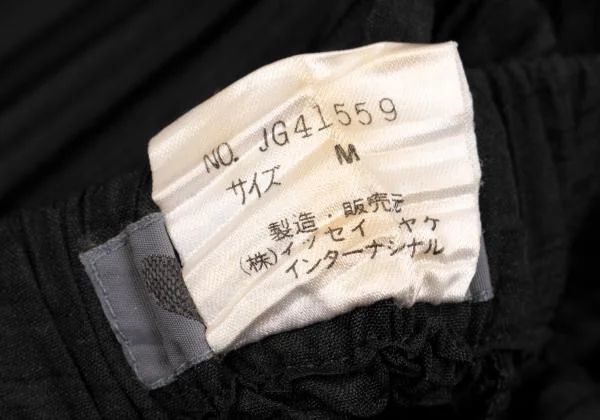 NO. JG41559
サイズ M
製造・販売元
(株)イッセイ ヤケ
インターナシナル